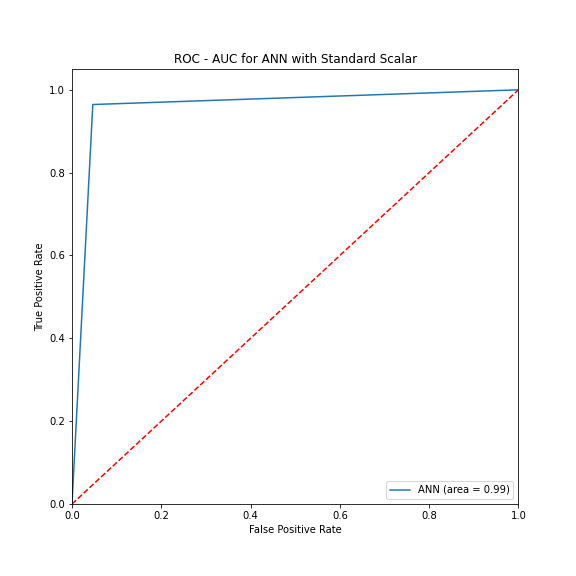 ROC - AUC for ANN with Standard Scalar
True Positive Rate
1.0
0.8
0.6
0.4
0.2
0.0
ANN (area = 0.99)
0.0 0.2 0.4 0.6 0.8 1.0
False Positive Rate